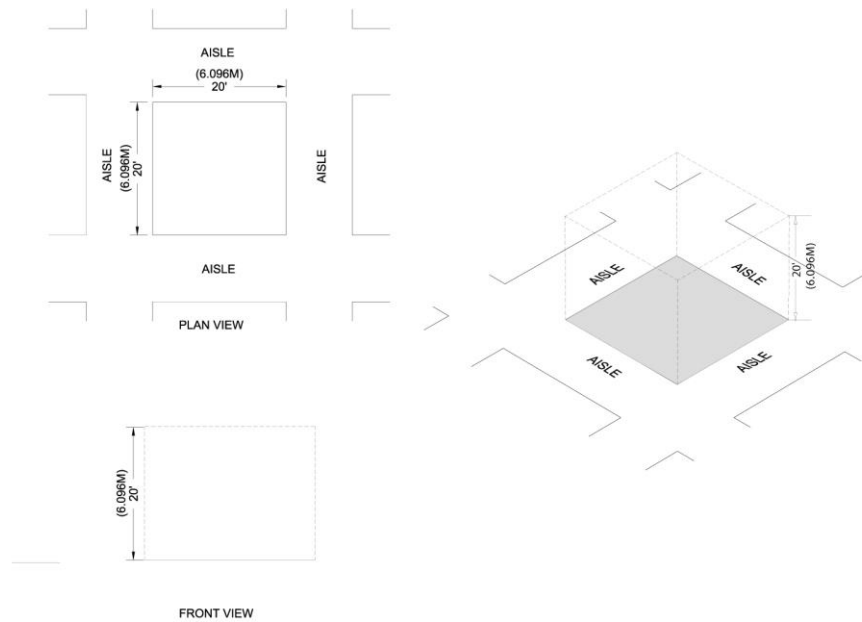 AISLE
(6.096M)
20'
AISLE
(6.096M)
20'
AISLE
AISLE
PLAN VIEW
AISLE
AISLE
20'
(6.096M)
AISLE
AISLE
(6.096M)
20'
FRONT VIEW